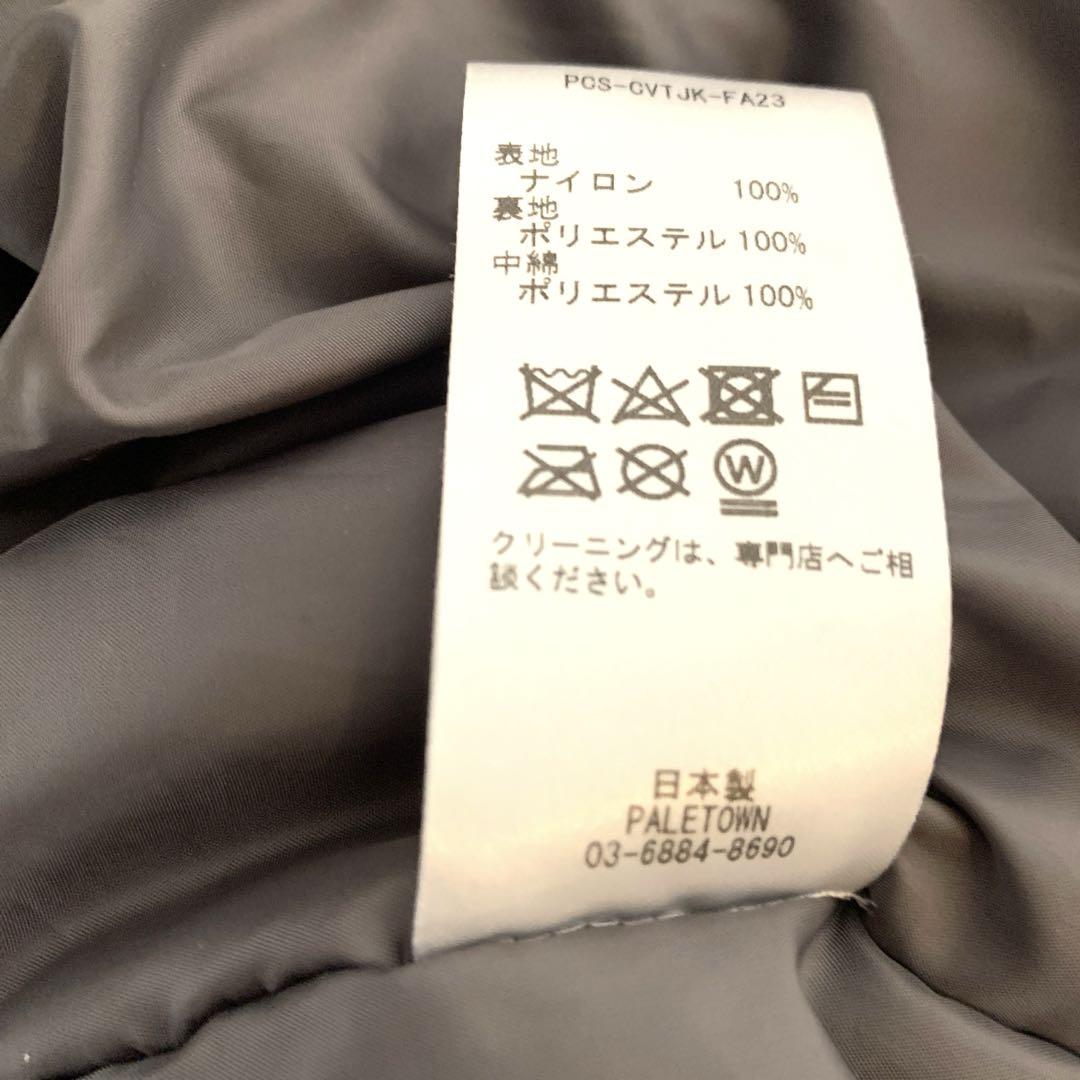 PCS-CVTJK-FA23
表地
ナイロン 100%
裏地
ポリエステル 100%
中綿
ポリエステル 100%
W
クリーニングは、専門店へご相
談ください。
日本製
PALETOWN
03-6884-8690